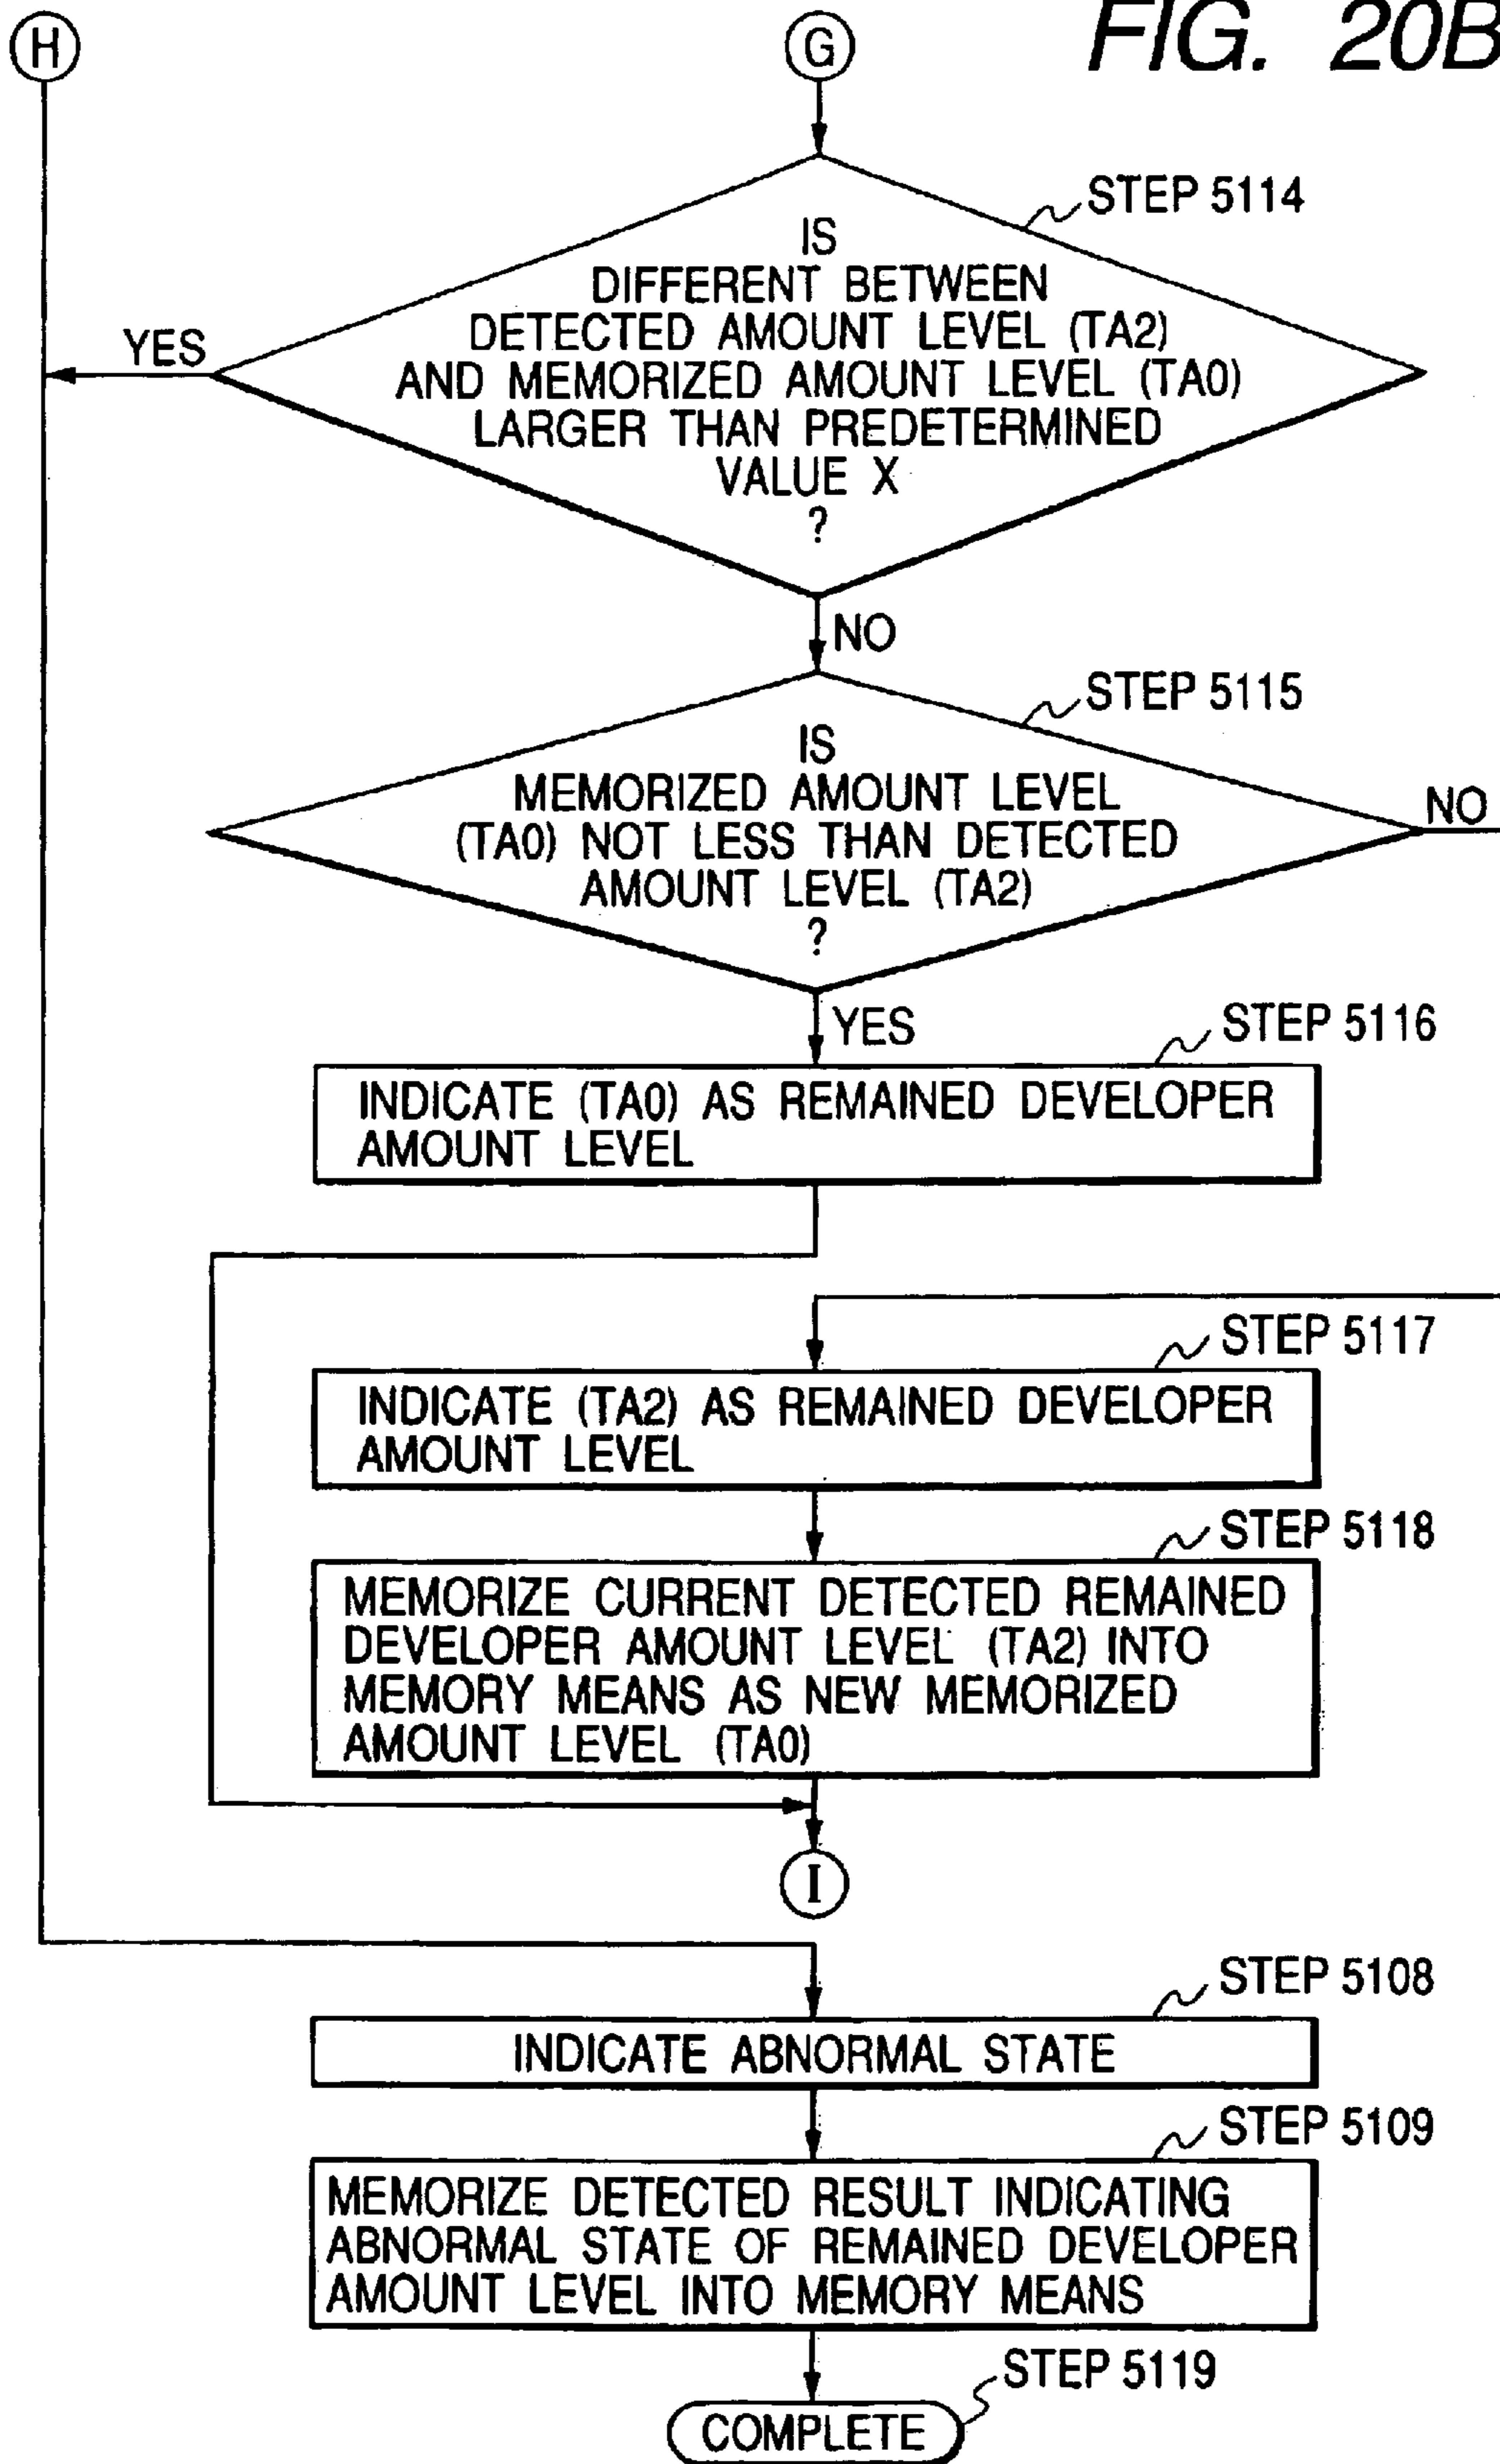 FIG. 20B
H
G
STEP 5114
IS
DIFFERENT BETWEEN
DETECTED AMOUNT LEVEL (TA2)
AND MEMORIZED AMOUNT LEVEL (TA0)
LARGER THAN PREDETERMINED
VALUE X
?
YES
NO
STEP 5115
IS
MEMORIZED AMOUNT LEVEL
(TA0) NOT LESS THAN DETECTED
AMOUNT LEVEL (TA2)
?
NO
YES
STEP 5116
INDICATE (TA0) AS REMAINED DEVELOPER
AMOUNT LEVEL
STEP 5117
INDICATE (TA2) AS REMAINED DEVELOPER
AMOUNT LEVEL
STEP 5118
MEMORIZE CURRENT DETECTED REMAINED
DEVELOPER AMOUNT LEVEL (TA2) INTO
MEMORY MEANS AS NEW MEMORIZED
AMOUNT LEVEL (TA0)
I
STEP 5108
INDICATE ABNORMAL STATE
STEP 5109
MEMORIZE DETECTED RESULT INDICATING
ABNORMAL STATE OF REMAINED DEVELOPER
AMOUNT LEVEL INTO MEMORY MEANS
STEP 5119
COMPLETE